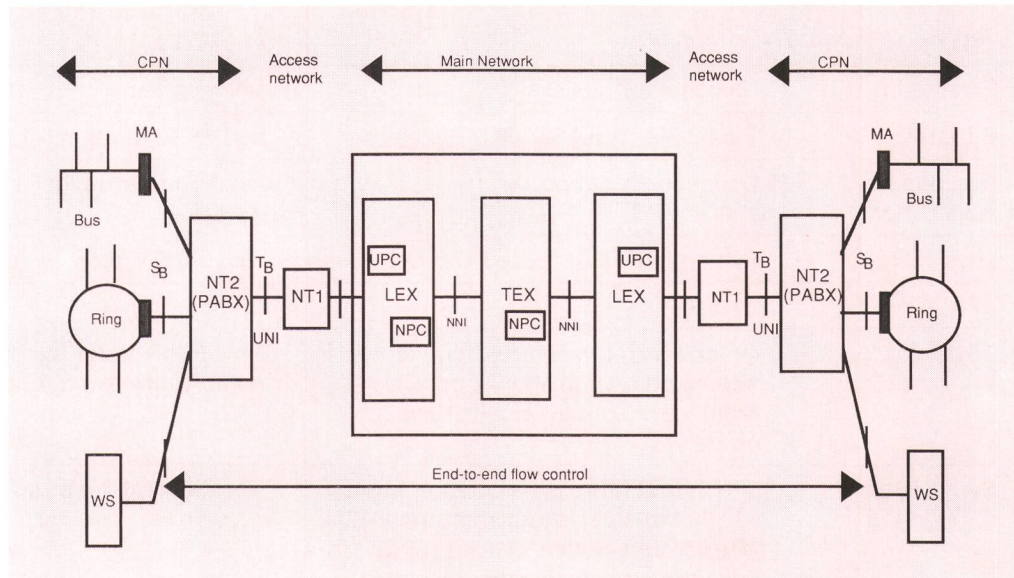 CPN
Access
network
Main Network
Access
network
CPN
MA
MA
Bus
Bus
SB
TB
TB
SB
UPC
UPC
NT2
(PABX)
NT1
LEX
TEX
LEX
NT1
NT2
(PABX)
Ring
Ring
NPC
NNI
NPC
NNI
UNI
UNI
End-to-end flow control
WS
WS